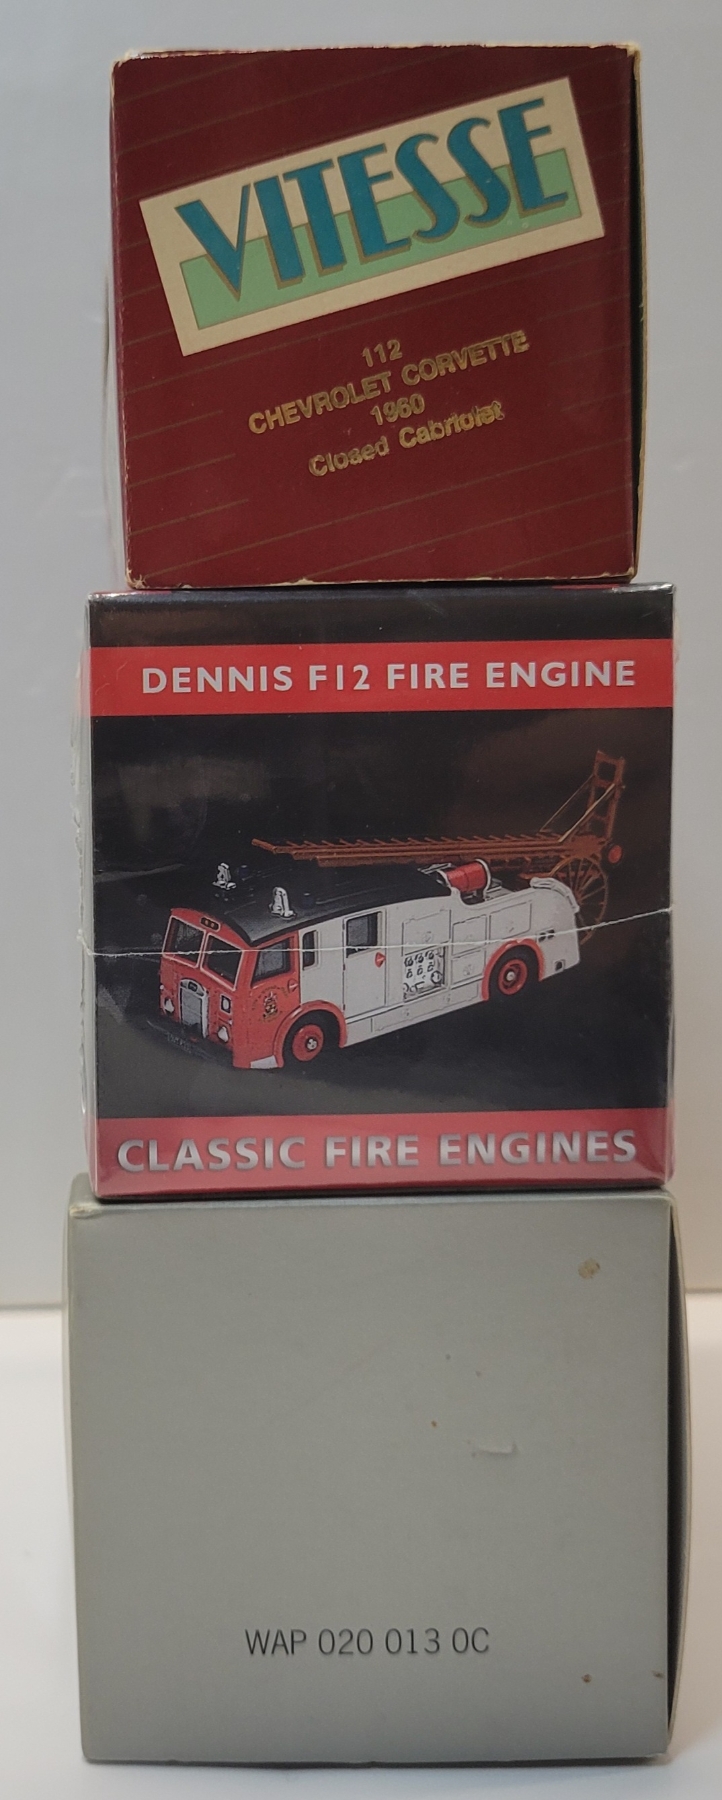 VITESSE
112
CHEVROLET CORVETTE
1960
Closed Cabriolet
DENNIS F12 FIRE ENGINE
CLASSIC FIRE ENGINES
WAP 020 013 0C